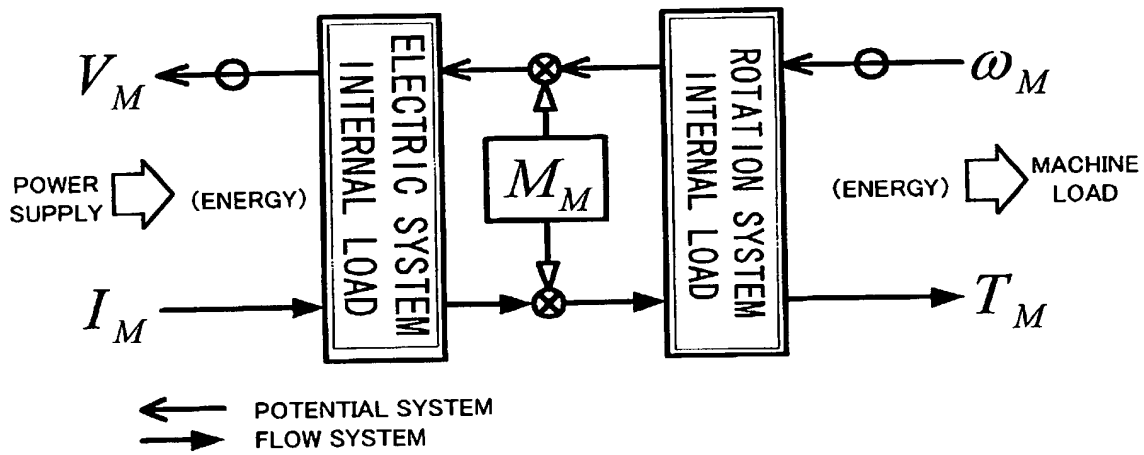 V_M
ELECTRIC SYSTEM
INTERNAL LOAD
ROTATION SYSTEM
INTERNAL LOAD
ω_M
POWER
SUPPLY
(ENERGY)
M_M
(ENERGY)
MACHINE
LOAD
I_M
T_M
POTENTIAL SYSTEM
FLOW SYSTEM